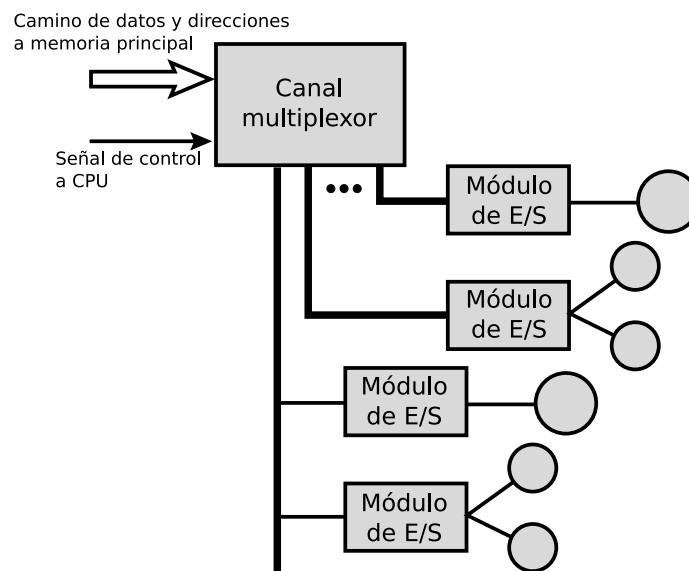 Camino de datos y direcciones
a memoria principal
Canal
multiplexor
Señal de control
a CPU
Módulo
de E/S
Módulo
de E/S
Módulo
de E/S
Módulo
de E/S